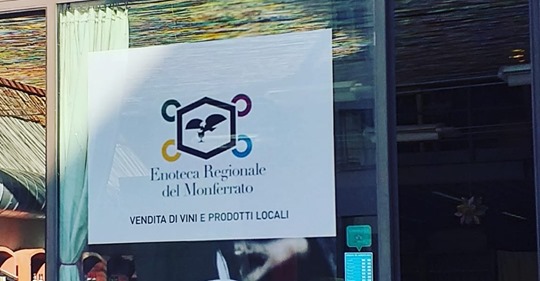 Enoteca Regionale
del Monferrato
VENDITA DI VINI E PRODOTTI LOCALI